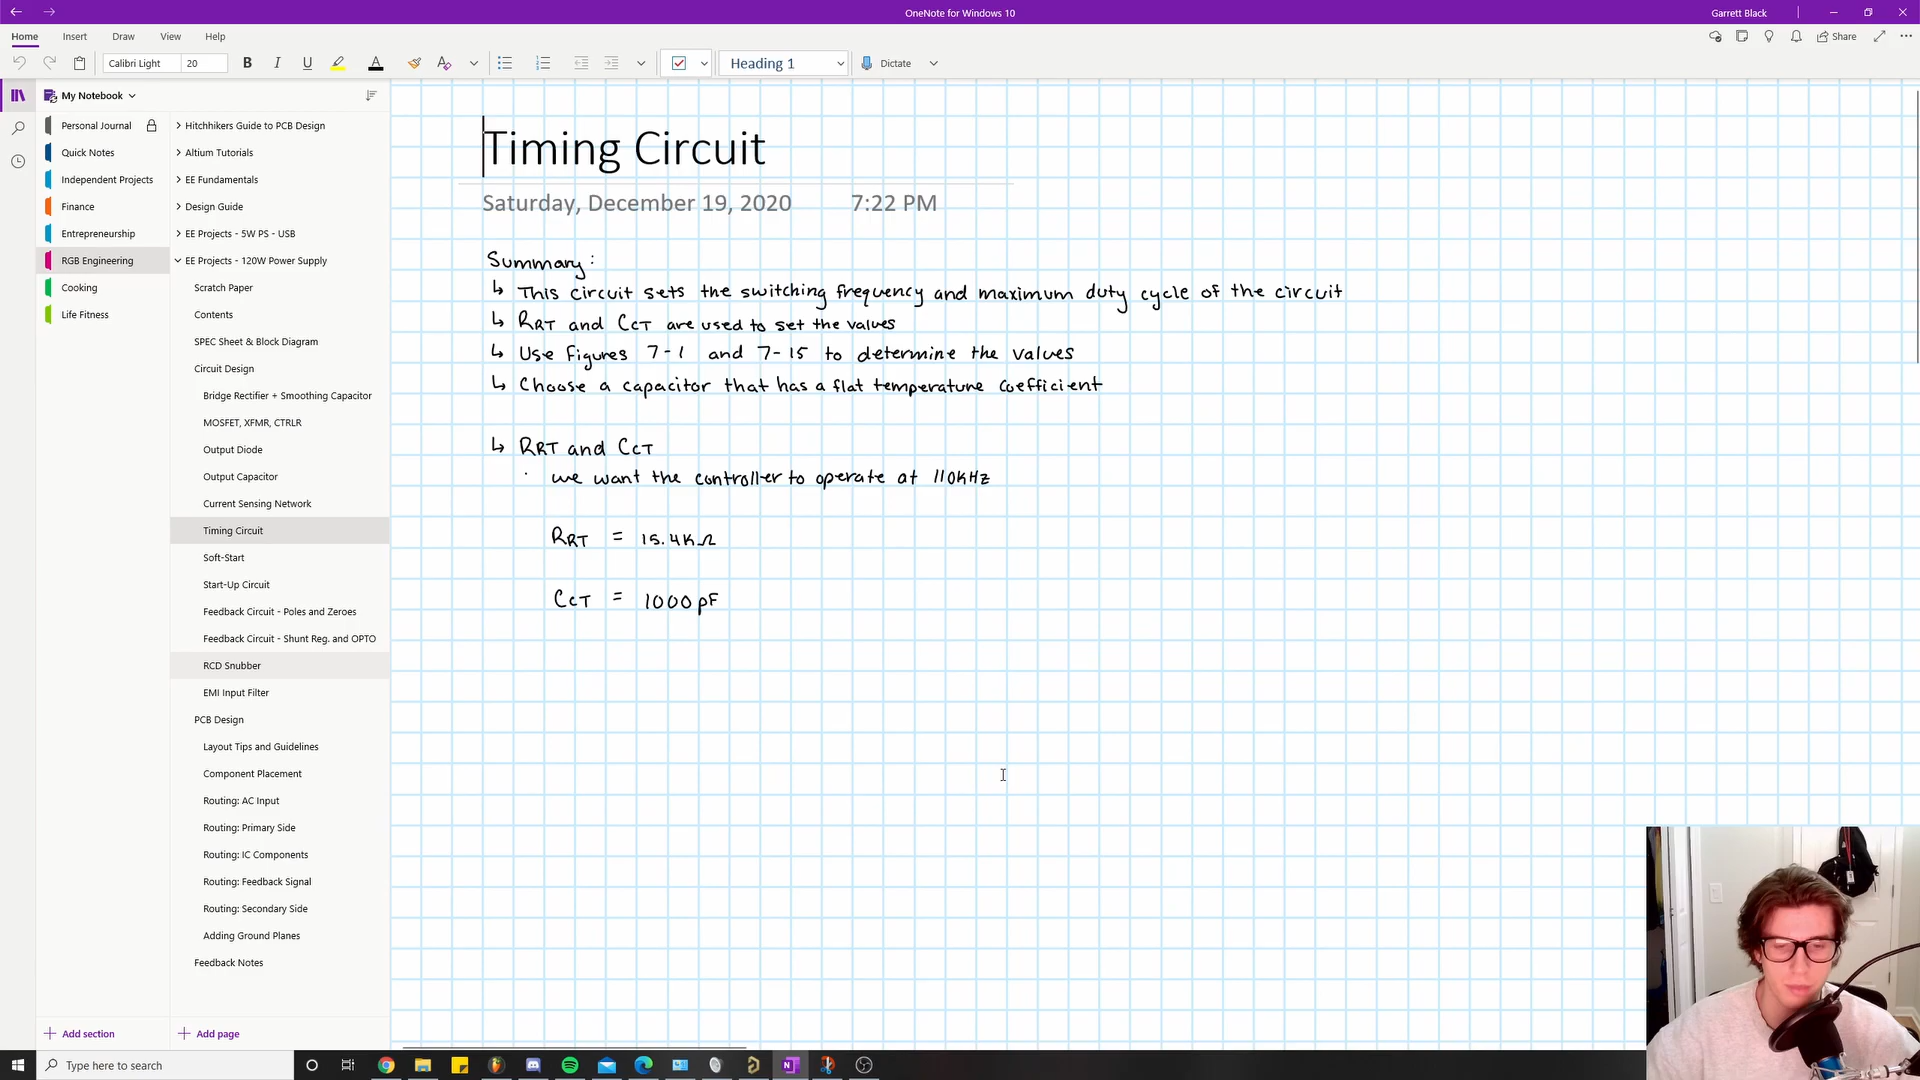 OneNote for Windows 10
Garrett Black
Home
Insert
Draw
View
Help
Share
Calibri Light
20
B
I
U
A
Heading 1
Dictate
My Notebook
Personal Journal
Quick Notes
Independent Projects
Finance
Entrepreneurship
RGB Engineering
Cooking
Life Fitness
Hitchhikers Guide to PCB Design
Altium Tutorials
EE Fundamentals
Design Guide
EE Projects - 5W PS - USB
EE Projects - 120W Power Supply
Scratch Paper
Contents
SPEC Sheet & Block Diagram
Circuit Design
Bridge Rectifier + Smoothing Capacitor
MOSFET, XFMR, CTRLR
Output Diode
Output Capacitor
Current Sensing Network
Timing Circuit
Soft-Start
Start-Up Circuit
Feedback Circuit - Poles and Zeroes
Feedback Circuit - Shunt Reg. and OPTO
RCD Snubber
EMI Input Filter
PCB Design
Layout Tips and Guidelines
Component Placement
Routing: AC Input
Routing: Primary Side
Routing: IC Components
Routing: Feedback Signal
Routing: Secondary Side
Adding Ground Planes
Feedback Notes
Add section
Add page
Timing Circuit
Saturday, December 19, 2020 7:22 PM
Summary:
↳ This circuit sets the switching frequency and maximum duty cycle of the circuit
↳ RRT and CCT are used to set the values
↳ Use Figures 7-1 and 7-15 to determine the values
↳ Choose a capacitor that has a flat temperature coefficient
↳ RRT and CCT
· we want the controller to operate at 110kHz
RRT = 15.4kΩ
CCT = 1000pF
Type here to search